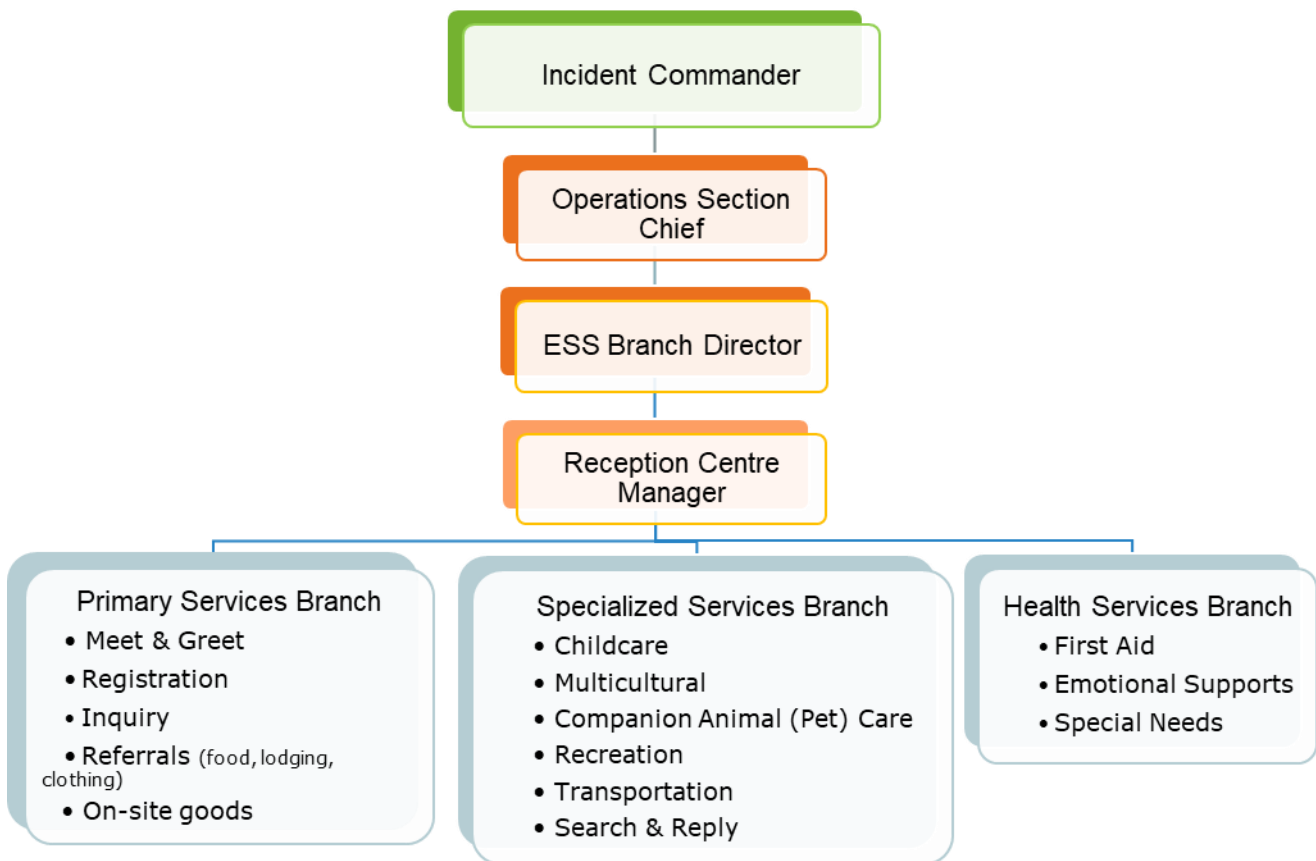 Incident Commander
Operations Section
Chief
ESS Branch Director
Reception Centre
Manager
Primary Services Branch
• Meet & Greet
• Registration
• Inquiry
• Referrals (food, lodging,
clothing)
• On-site goods
Specialized Services Branch
• Childcare
• Multicultural
• Companion Animal (Pet) Care
• Recreation
• Transportation
• Search & Reply
Health Services Branch
• First Aid
• Emotional Supports
• Special Needs